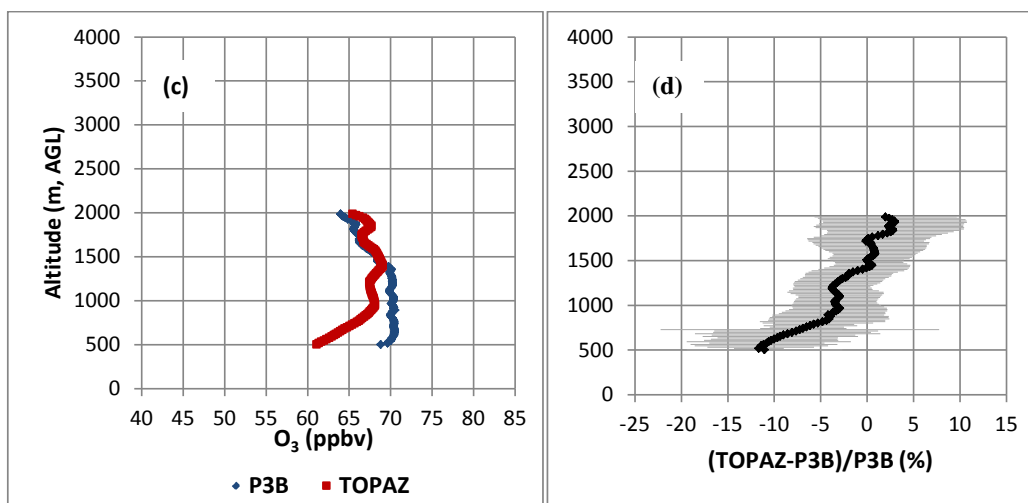 4000
3500
3000
2500
2000
1500
1000
500
0
Altitude (m, AGL)
(c)
40 45 50 55 60 65 70 75 80 85
O₃ (ppbv)
P3B TOPAZ
4000
3500
3000
2500
2000
1500
1000
500
0
(d)
-25 -20 -15 -10 -5 0 5 10 15
(TOPAZ-P3B)/P3B (%)